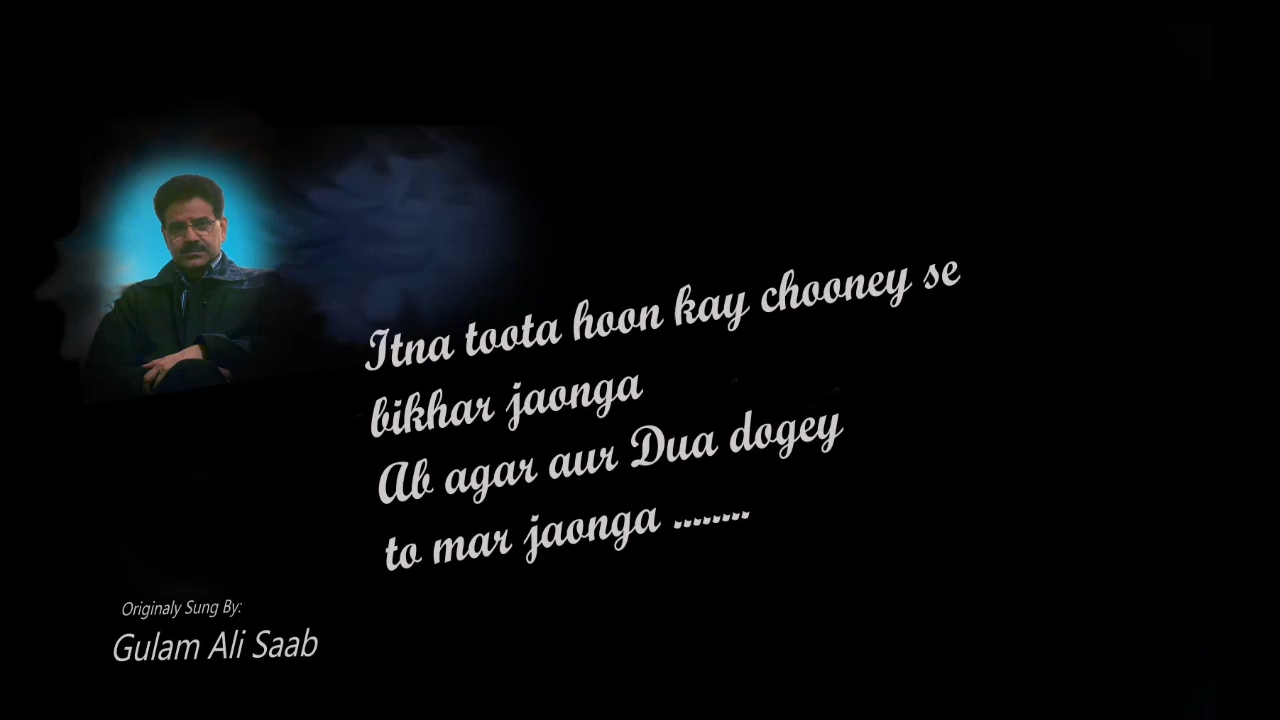 Itna toota hoon kay chooney se
bikhar jaonga
Ab agar aur Dua dogey
to mar jaonga ........
Originaly Sung By:
Gulam Ali Saab